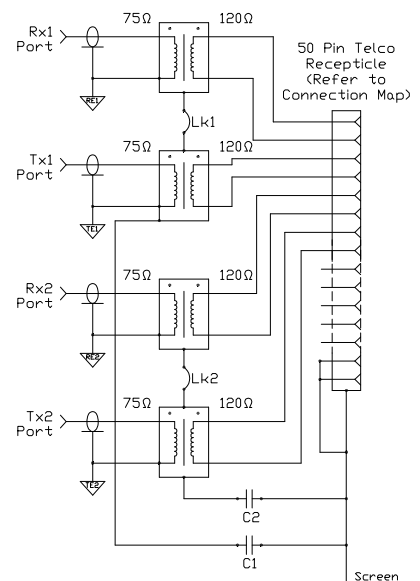 75Ω 120Ω
Rx1
Port
RE1
50 Pin Telco
Recepticle
(Refer to
Connection Map)
Lk1
75Ω 120Ω
Tx1
Port
TE1
75Ω 120Ω
Rx2
Port
RE2
Lk2
75Ω 120Ω
Tx2
Port
TE2
C2
C1
Screen